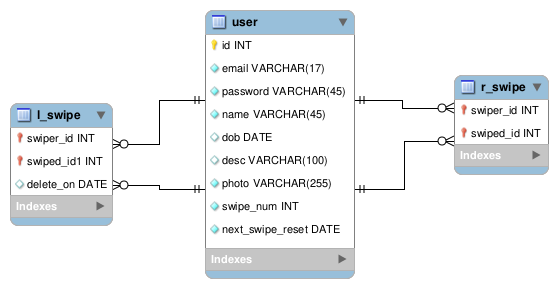 l_swipe
swiper_id INT
swiped_id1 INT
delete_on DATE
Indexes
user
id INT
email VARCHAR(17)
password VARCHAR(45)
name VARCHAR(45)
dob DATE
desc VARCHAR(100)
photo VARCHAR(255)
swipe_num INT
next_swipe_reset DATE
Indexes
r_swipe
swiper_id INT
swiped_id INT
Indexes